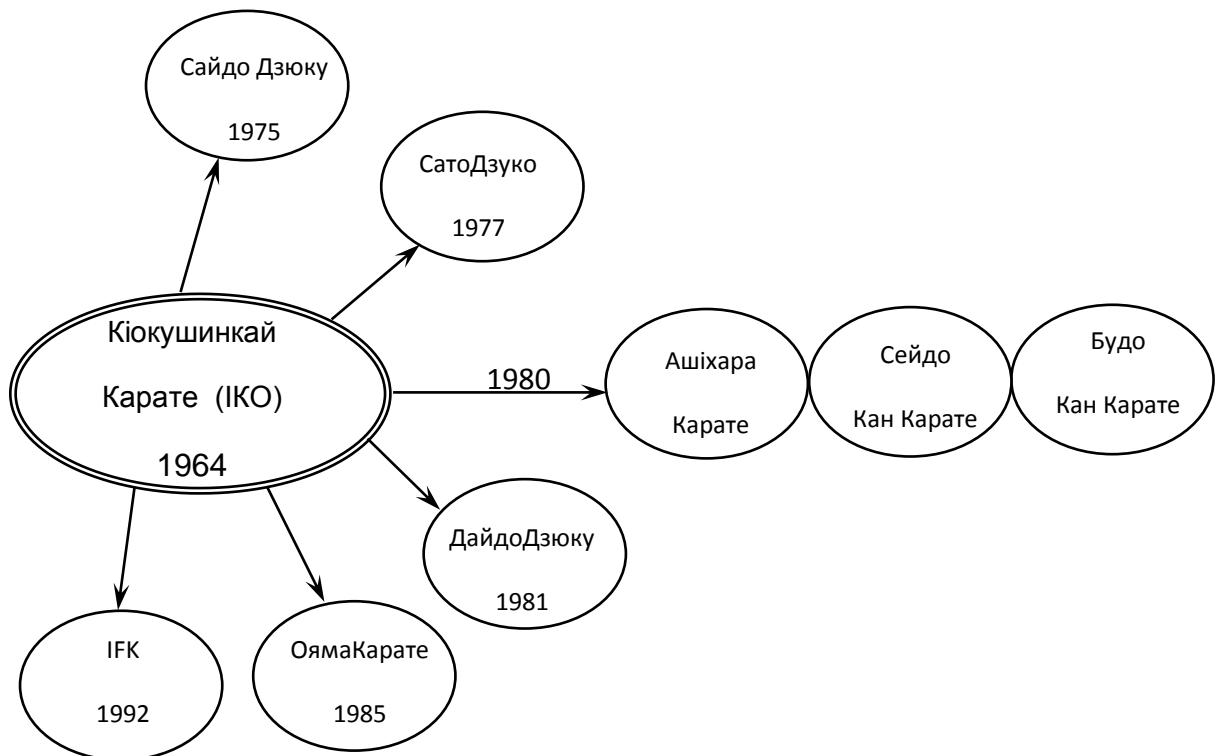 Сайдо Дзюку
1975
СатоДзуко
1977
Кіокушинкай
Карате (ІКО)
1964
1980
Ашіхара
Карате
Сейдо
Кан Карате
Будо
Кан Карате
ДайдоДзюку
1981
IFK
1992
ОямаКарате
1985